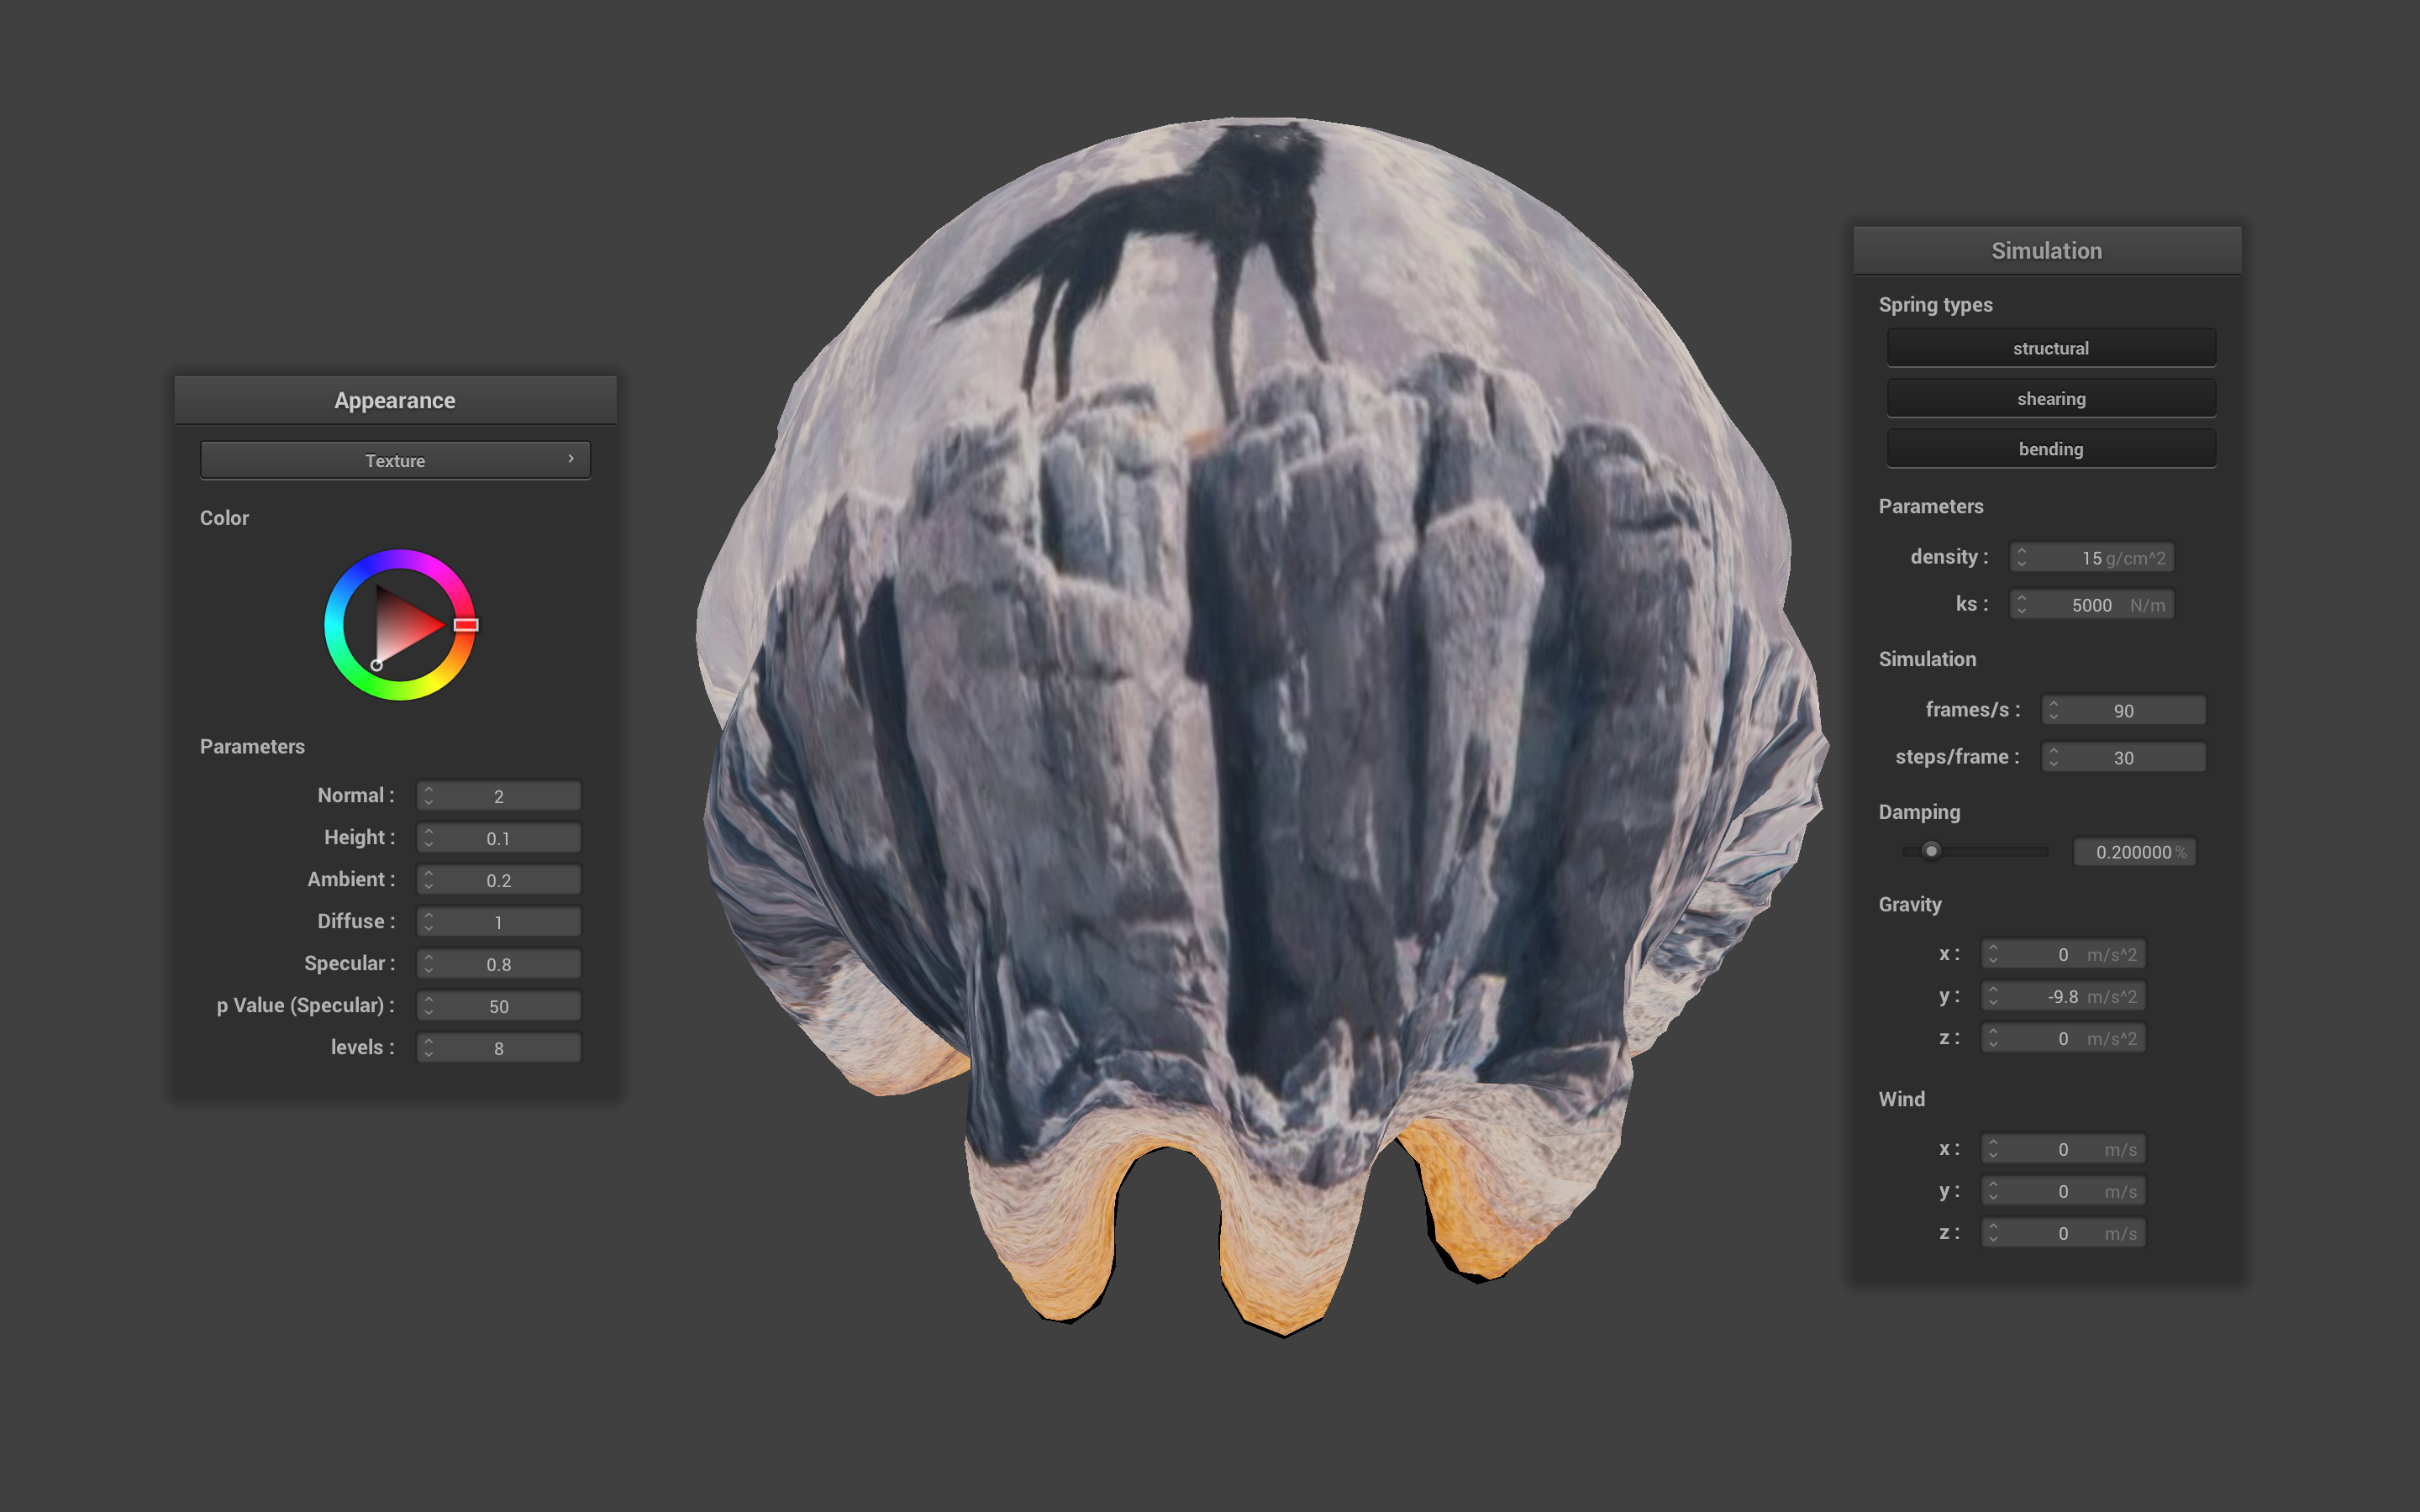 Appearance
Texture
Color
Parameters
Normal : 2
Height : 0.1
Ambient : 0.2
Diffuse : 1
Specular : 0.8
p Value (Specular) : 50
levels : 8
Simulation
Spring types
structural
shearing
bending
Parameters
density : 15 g/cm^2
ks : 5000 N/m
Simulation
frames/s : 90
steps/frame : 30
Damping
0.200000 %
Gravity
x : 0 m/s^2
y : -9.8 m/s^2
z : 0 m/s^2
Wind
x : 0 m/s
y : 0 m/s
z : 0 m/s